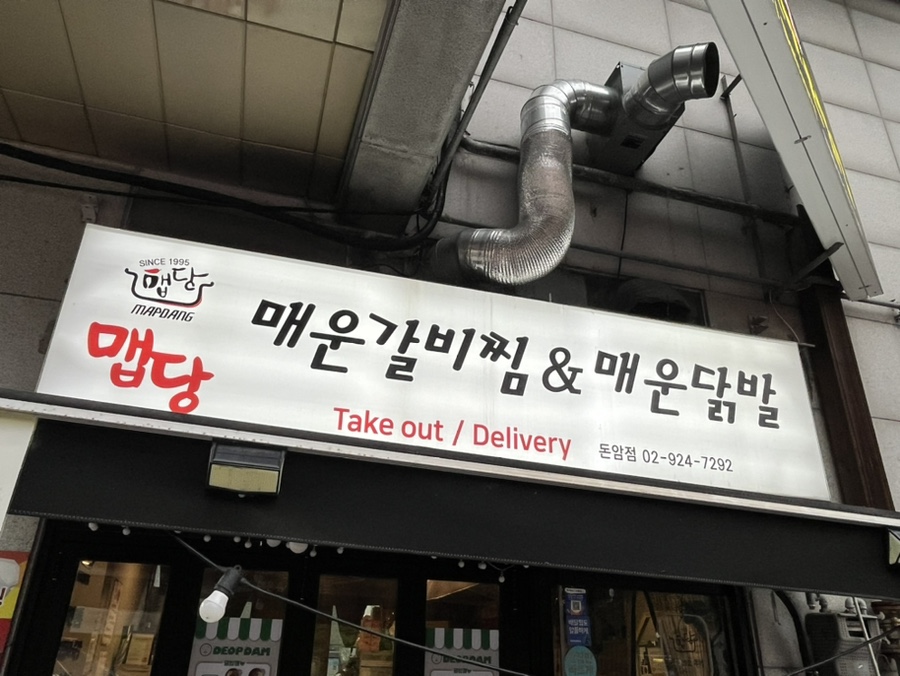 SINCE 1995
맵당
MAPDANG
맵당
매운갈비찜 & 매운닭발
Take out / Delivery
돈암점 02-924-7292
DEOPDAM
DEOPDAM